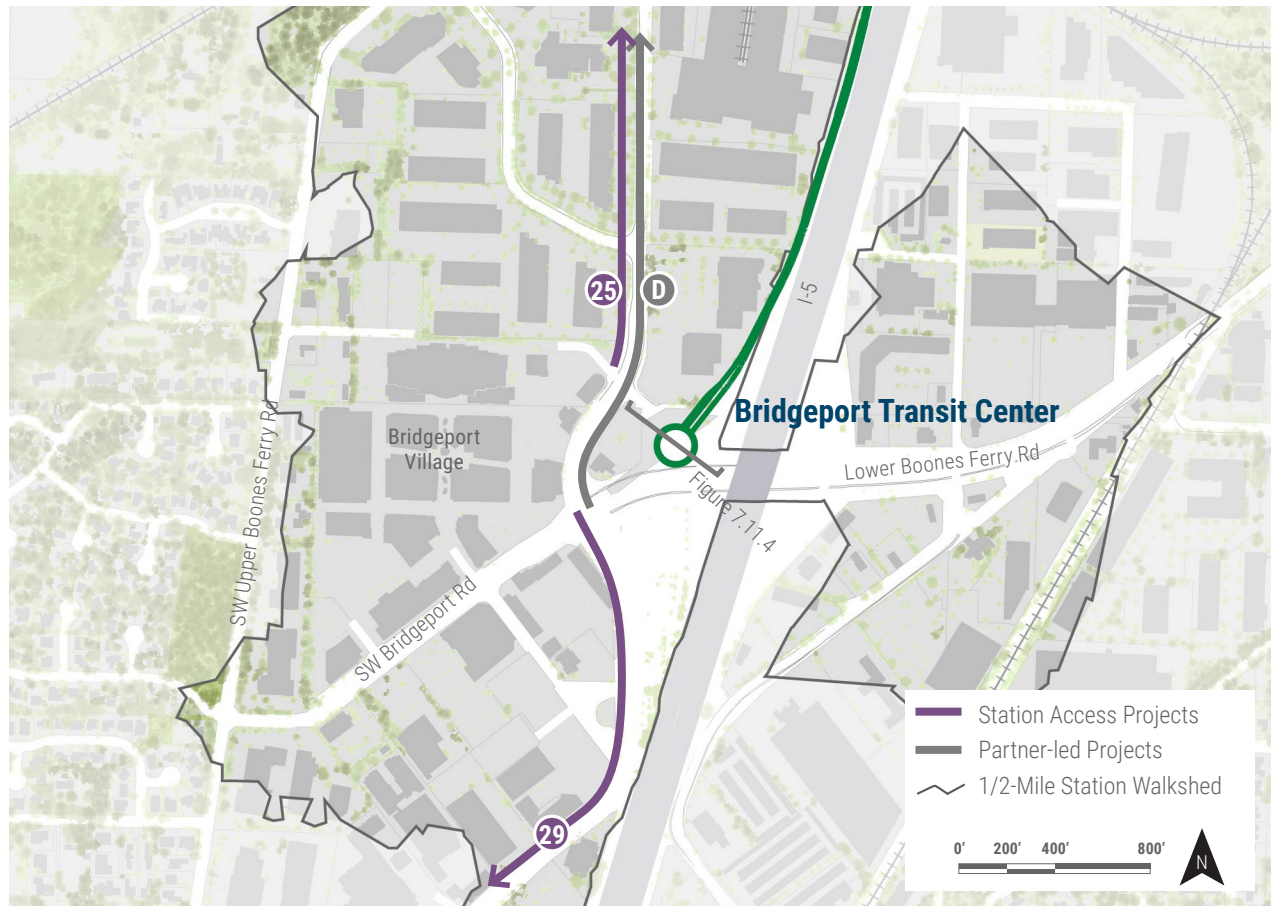 25
D
I-5
Bridgeport Transit Center
Bridgeport
Village
Lower Boones Ferry Rd
Figure 7.11.4
SW Upper Boones Ferry Rd
SW Bridgeport Rd
29
Station Access Projects
Partner-led Projects
1/2-Mile Station Walkshed
0’ 200’ 400’ 800’
N